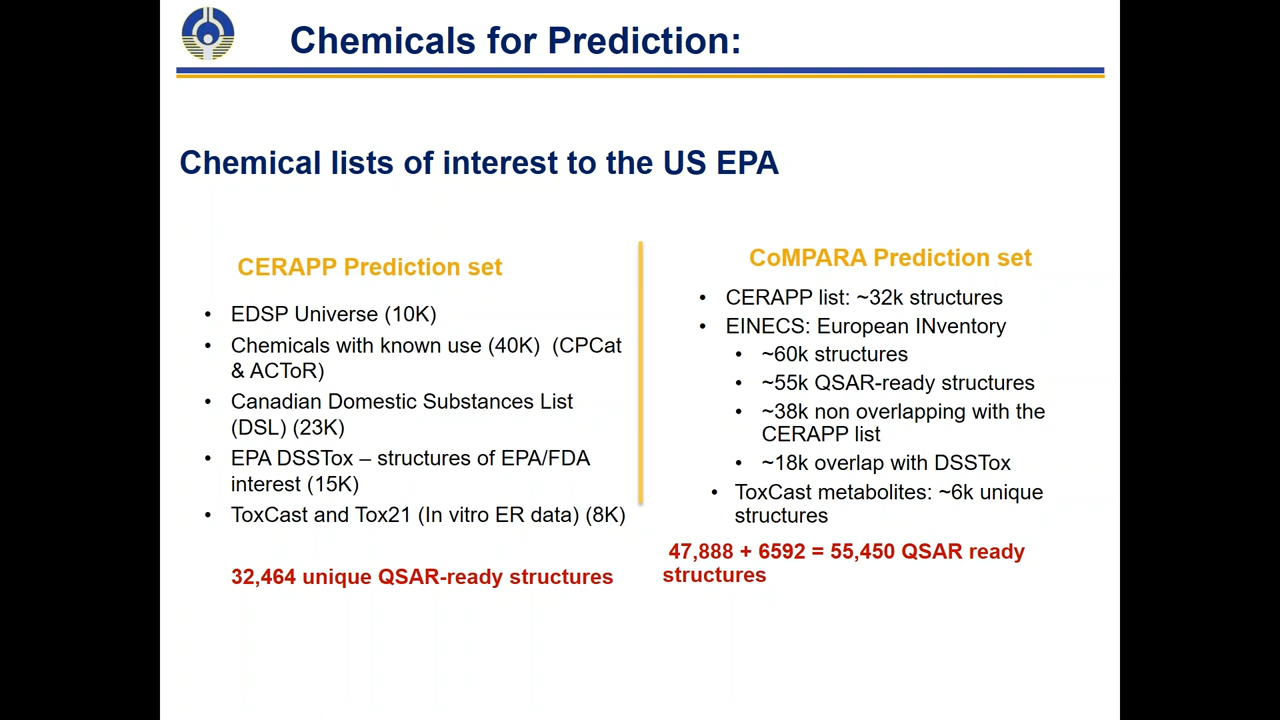 Chemicals for Prediction:
Chemical lists of interest to the US EPA
CERAPP Prediction set
• EDSP Universe (10K)
• Chemicals with known use (40K)  (CPCat
& ACToR)
• Canadian Domestic Substances List
(DSL) (23K)
• EPA DSSTox – structures of EPA/FDA
interest (15K)
• ToxCast and Tox21 (In vitro ER data) (8K)
32,464 unique QSAR-ready structures
CoMPARA Prediction set
• CERAPP list: ~32k structures
• EINECS: European INventory
• ~60k structures
• ~55k QSAR-ready structures
• ~38k non overlapping with the
CERAPP list
• ~18k overlap with DSSTox
• ToxCast metabolites: ~6k unique
structures
47,888 + 6592 = 55,450 QSAR ready
structures